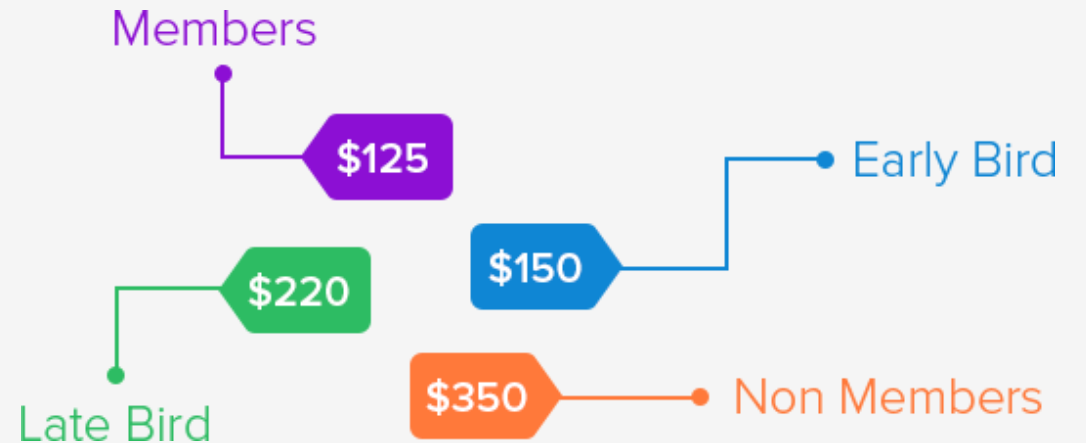 Members
$125
Early Bird
$150
$220
Late Bird
$350
Non Members